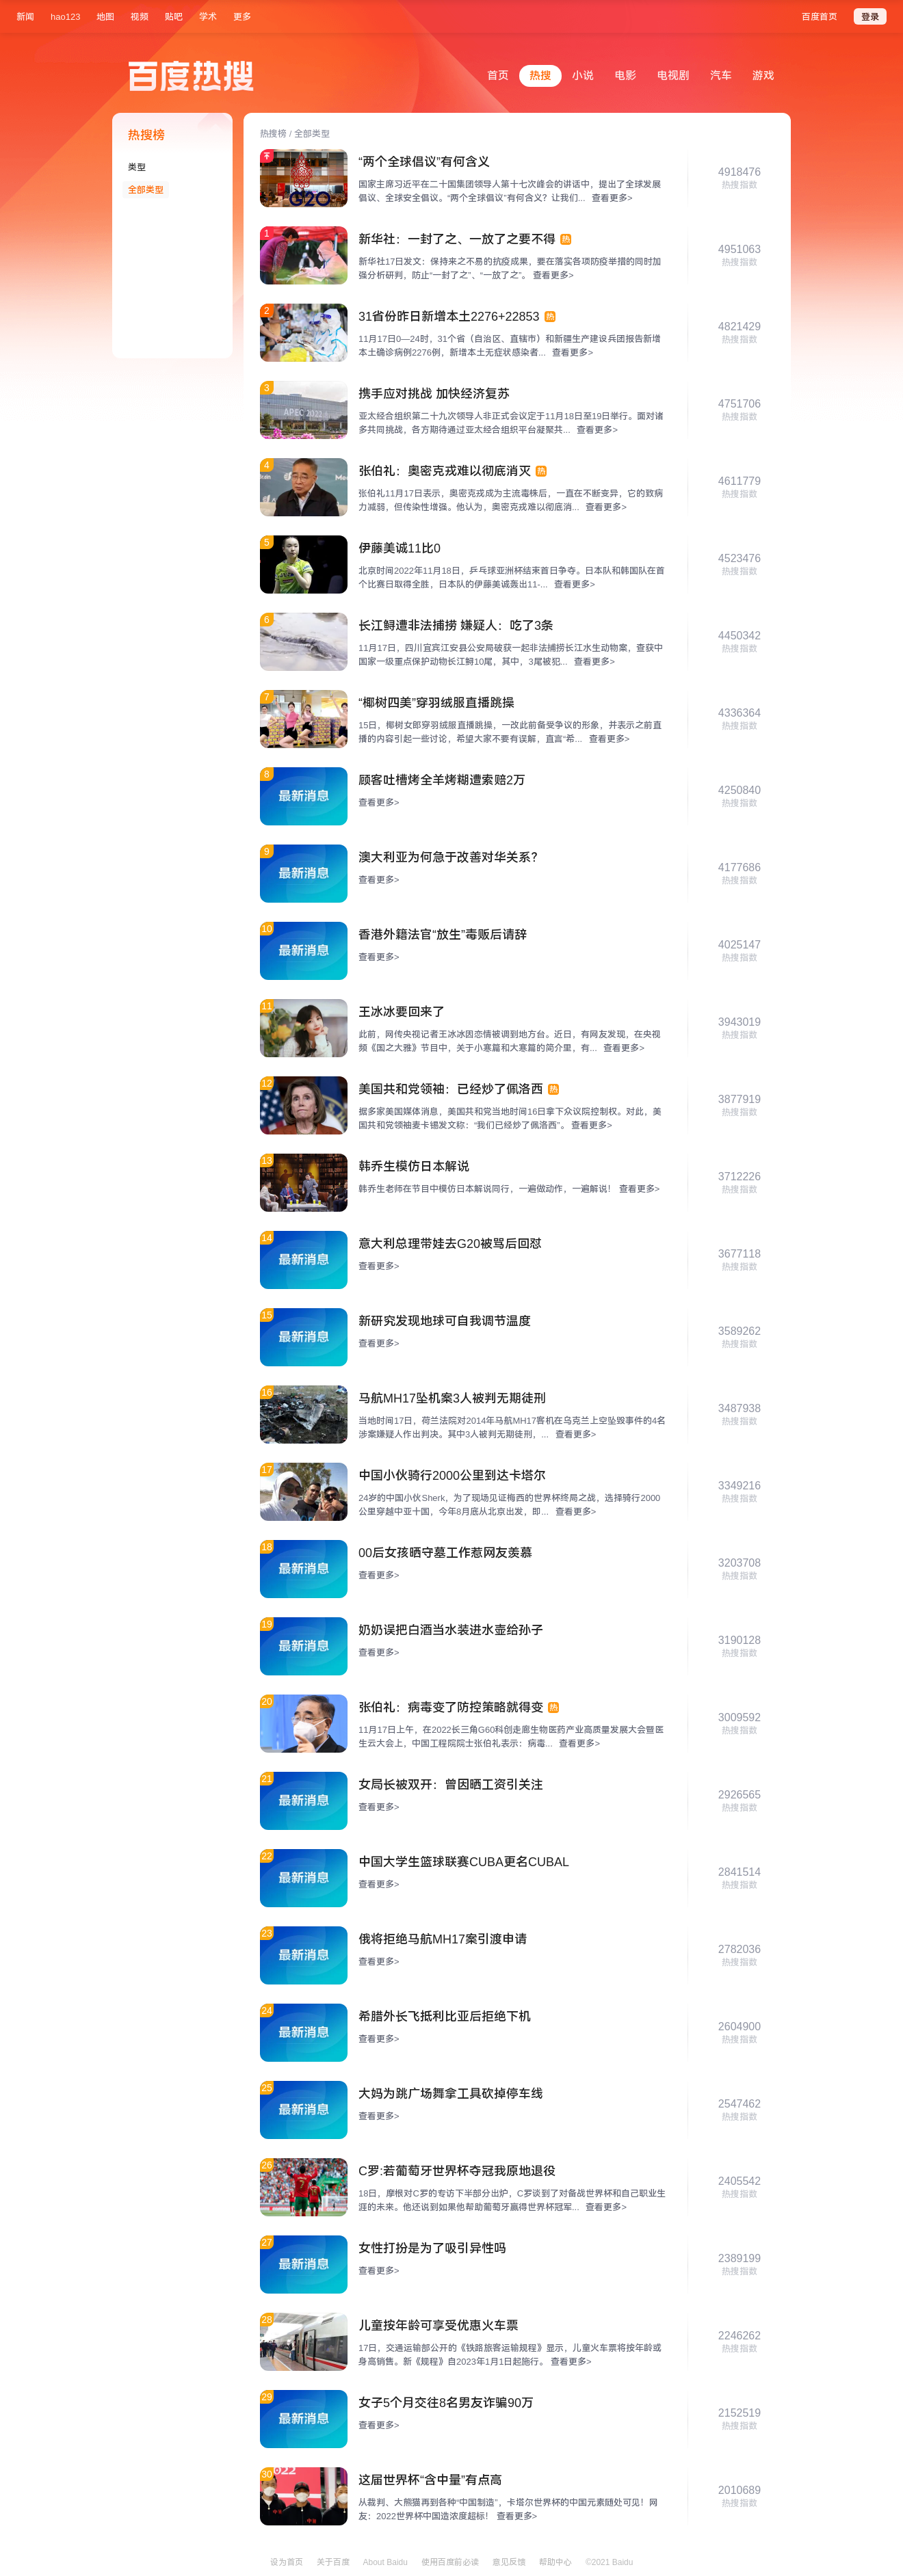 新闻 hao123 地图 视频 贴吧 学术 更多 百度首页 登录
百度热搜
首页 热搜 小说 电影 电视剧 汽车 游戏
热搜榜
类型
全部类型
热搜榜 / 全部类型
“两个全球倡议”有何含义
国家主席习近平在二十国集团领导人第十七次峰会的讲话中，提出了全球发展
倡议、全球安全倡议。“两个全球倡议”有何含义？让我们... 查看更多>
4918476
热搜指数
1
新华社：一封了之、一放了之要不得 热
新华社17日发文：保持来之不易的抗疫成果，要在落实各项防疫举措的同时加
强分析研判，防止“一封了之”、“一放了之”。 查看更多>
4951063
热搜指数
2
31省份昨日新增本土2276+22853 热
11月17日0—24时，31个省（自治区、直辖市）和新疆生产建设兵团报告新增
本土确诊病例2276例，新增本土无症状感染者... 查看更多>
4821429
热搜指数
3
携手应对挑战 加快经济复苏
亚太经合组织第二十九次领导人非正式会议定于11月18日至19日举行。面对诸
多共同挑战，各方期待通过亚太经合组织平台凝聚共... 查看更多>
4751706
热搜指数
4
张伯礼：奥密克戎难以彻底消灭 热
张伯礼11月17日表示，奥密克戎成为主流毒株后，一直在不断变异，它的致病
力减弱，但传染性增强。他认为，奥密克戎难以彻底消... 查看更多>
4611779
热搜指数
5
伊藤美诚11比0
北京时间2022年11月18日，乒乓球亚洲杯结束首日争夺。日本队和韩国队在首
个比赛日取得全胜，日本队的伊藤美诚轰出11-... 查看更多>
4523476
热搜指数
6
长江鲟遭非法捕捞 嫌疑人：吃了3条
11月17日，四川宜宾江安县公安局破获一起非法捕捞长江水生动物案，查获中
国家一级重点保护动物长江鲟10尾，其中，3尾被犯... 查看更多>
4450342
热搜指数
7
“椰树四美”穿羽绒服直播跳操
15日，椰树女郎穿羽绒服直播跳操，一改此前备受争议的形象，并表示之前直
播的内容引起一些讨论，希望大家不要有误解，直言“希... 查看更多>
4336364
热搜指数
8
最新消息
顾客吐槽烤全羊烤糊遭索赔2万
查看更多>
4250840
热搜指数
9
最新消息
澳大利亚为何急于改善对华关系？
查看更多>
4177686
热搜指数
10
最新消息
香港外籍法官“放生”毒贩后请辞
查看更多>
4025147
热搜指数
11
王冰冰要回来了
此前，网传央视记者王冰冰因恋情被调到地方台。近日，有网友发现，在央视
频《国之大雅》节目中，关于小寒篇和大寒篇的简介里，有... 查看更多>
3943019
热搜指数
12
美国共和党领袖：已经炒了佩洛西 热
据多家美国媒体消息，美国共和党当地时间16日拿下众议院控制权。对此，美
国共和党领袖麦卡锡发文称：“我们已经炒了佩洛西”。 查看更多>
3877919
热搜指数
13
韩乔生模仿日本解说
韩乔生老师在节目中模仿日本解说同行，一遍做动作，一遍解说！ 查看更多>
3712226
热搜指数
14
最新消息
意大利总理带娃去G20被骂后回怼
查看更多>
3677118
热搜指数
15
最新消息
新研究发现地球可自我调节温度
查看更多>
3589262
热搜指数
16
马航MH17坠机案3人被判无期徒刑
当地时间17日，荷兰法院对2014年马航MH17客机在乌克兰上空坠毁事件的4名
涉案嫌疑人作出判决。其中3人被判无期徒刑，... 查看更多>
3487938
热搜指数
17
中国小伙骑行2000公里到达卡塔尔
24岁的中国小伙Sherk，为了现场见证梅西的世界杯终局之战，选择骑行2000
公里穿越中亚十国，今年8月底从北京出发，即... 查看更多>
3349216
热搜指数
18
最新消息
00后女孩晒守墓工作惹网友羡慕
查看更多>
3203708
热搜指数
19
最新消息
奶奶误把白酒当水装进水壶给孙子
查看更多>
3190128
热搜指数
20
张伯礼：病毒变了防控策略就得变 热
11月17日上午，在2022长三角G60科创走廊生物医药产业高质量发展大会暨医
生云大会上，中国工程院院士张伯礼表示：病毒... 查看更多>
3009592
热搜指数
21
最新消息
女局长被双开：曾因晒工资引关注
查看更多>
2926565
热搜指数
22
最新消息
中国大学生篮球联赛CUBA更名CUBAL
查看更多>
2841514
热搜指数
23
最新消息
俄将拒绝马航MH17案引渡申请
查看更多>
2782036
热搜指数
24
最新消息
希腊外长飞抵利比亚后拒绝下机
查看更多>
2604900
热搜指数
25
最新消息
大妈为跳广场舞拿工具砍掉停车线
查看更多>
2547462
热搜指数
26
C罗:若葡萄牙世界杯夺冠我原地退役
18日，摩根对C罗的专访下半部分出炉，C罗谈到了对备战世界杯和自己职业生
涯的未来。他还说到如果他帮助葡萄牙赢得世界杯冠军... 查看更多>
2405542
热搜指数
27
最新消息
女性打扮是为了吸引异性吗
查看更多>
2389199
热搜指数
28
儿童按年龄可享受优惠火车票
17日，交通运输部公开的《铁路旅客运输规程》显示，儿童火车票将按年龄或
身高销售。新《规程》自2023年1月1日起施行。 查看更多>
2246262
热搜指数
29
最新消息
女子5个月交往8名男友诈骗90万
查看更多>
2152519
热搜指数
30
这届世界杯“含中量”有点高
从裁判、大熊猫再到各种“中国制造”，卡塔尔世界杯的中国元素随处可见！网
友：2022世界杯中国造浓度超标！ 查看更多>
2010689
热搜指数
设为首页 关于百度 About Baidu 使用百度前必读 意见反馈 帮助中心 ©2021 Baidu